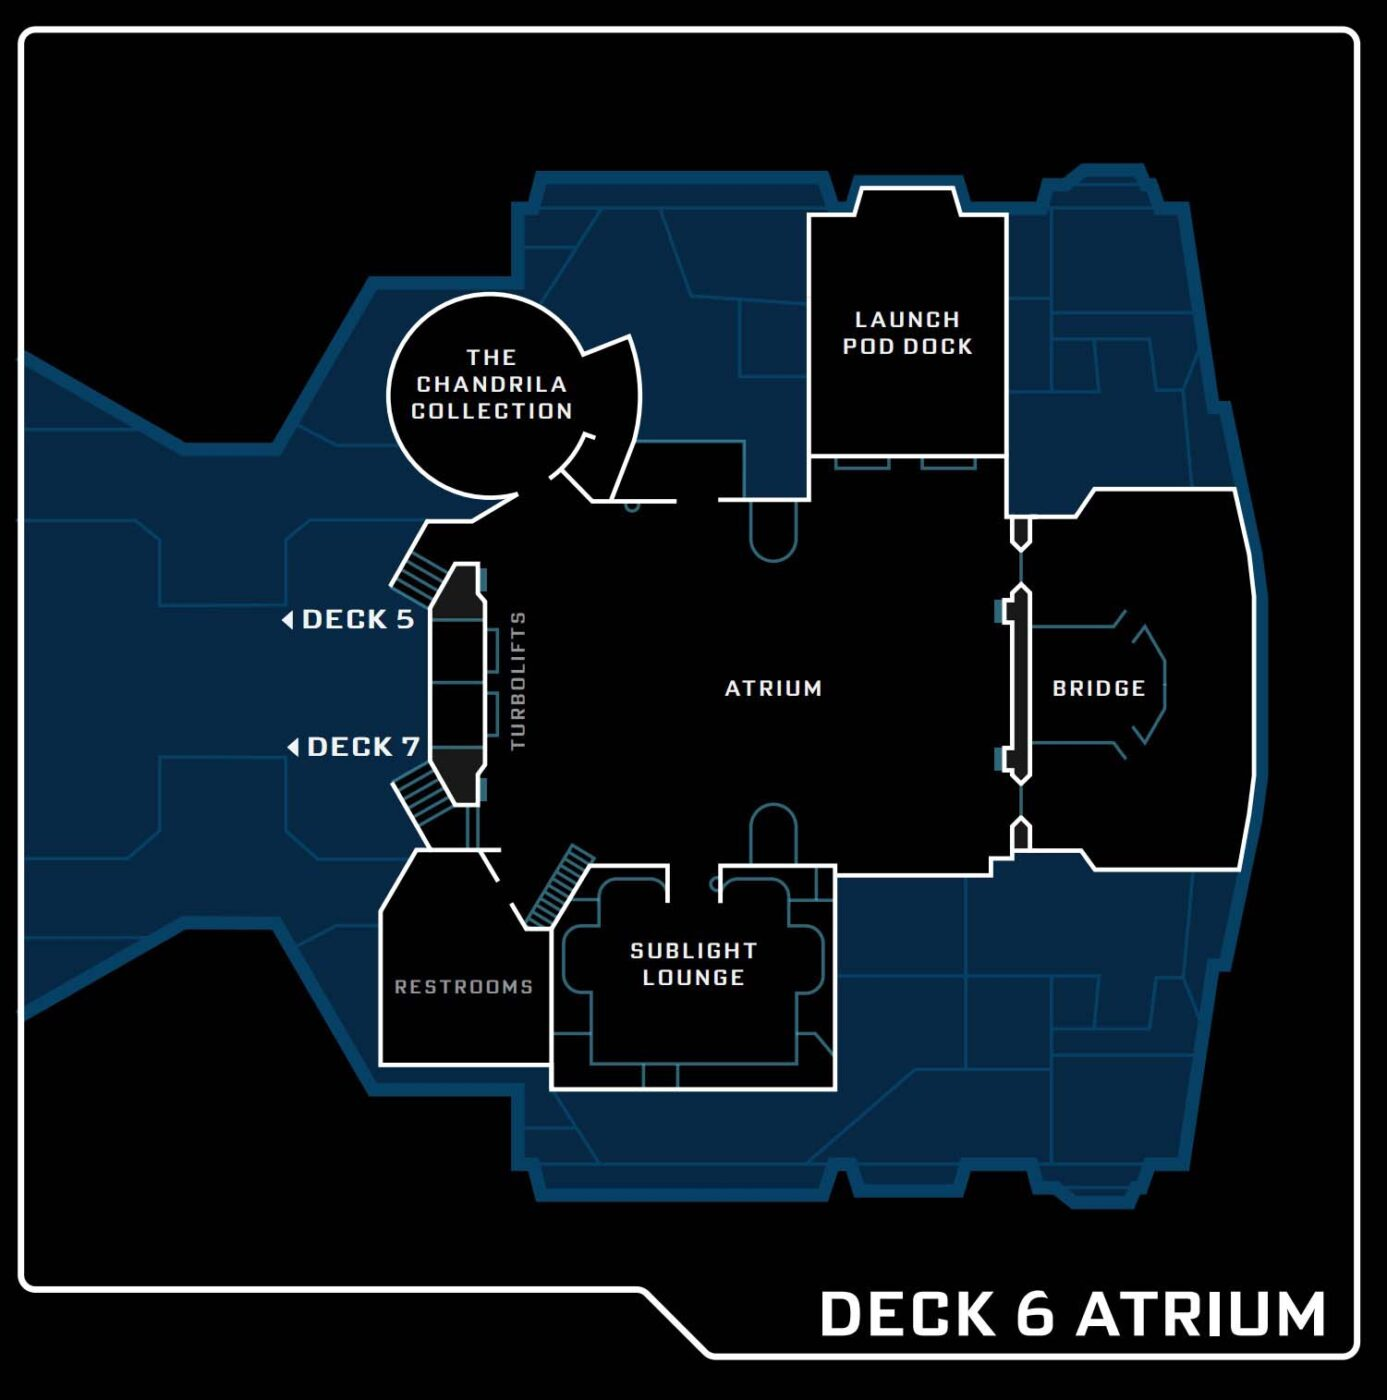 LAUNCH
POD DOCK
THE
CHANDRILA
COLLECTION
DECK 5
TURBOLIFTS
ATRIUM
BRIDGE
DECK 7
SUBLIGHT
LOUNGE
RESTROOMS
DECK 6 ATRIUM